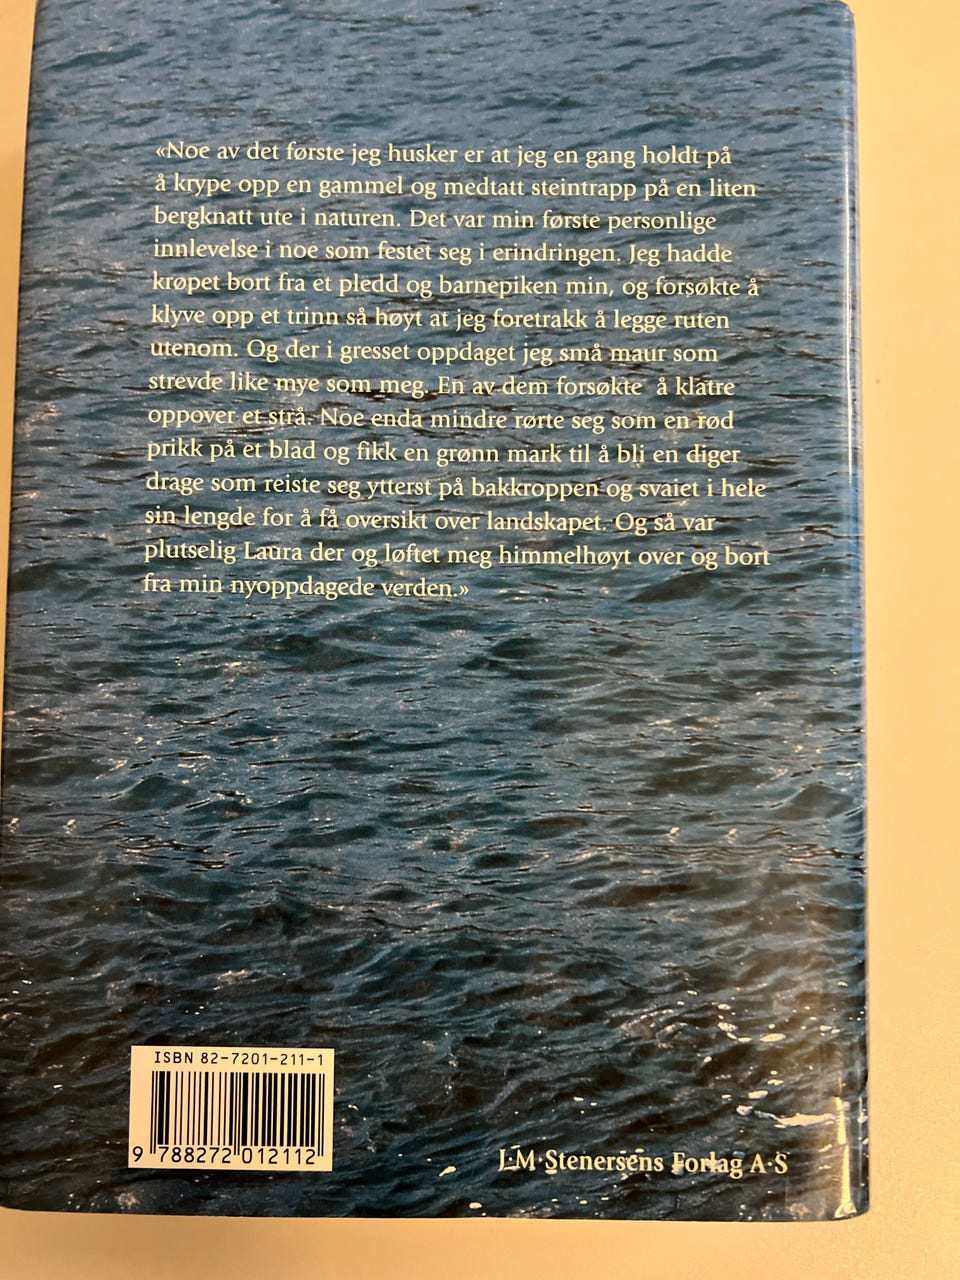 «Noe av det første jeg husker er at jeg en gang holdt på
å krype opp en gammel og medtatt steintrapp på en liten
bergknatt ute i naturen. Det var min første personlige
innlevelse i noe som festet seg i erindringen. Jeg hadde
krøpet bort fra et pledd og barnepiken min, og forsøkte å
klyve opp et trinn så høyt at jeg foretrakk å legge ruten
utenom. Og der i gresset oppdaget jeg små maur som
strevde like mye som meg. En av dem forsøkte å klatre
oppover et strå. Noe enda mindre rørte seg som en rød
prikk på et blad og fikk en grønn mark til å bli en diger
drage som reiste seg ytterst på bakkroppen og svaiet i hele
sin lengde for å få oversikt over landskapet. Og så var
plutselig Laura der og løftet meg himmelhøyt over og bort
fra min nyoppdagede verden.»
ISBN 82-7201-211-1
9 788272 012112
J·M·Stenersens Forlag A·S